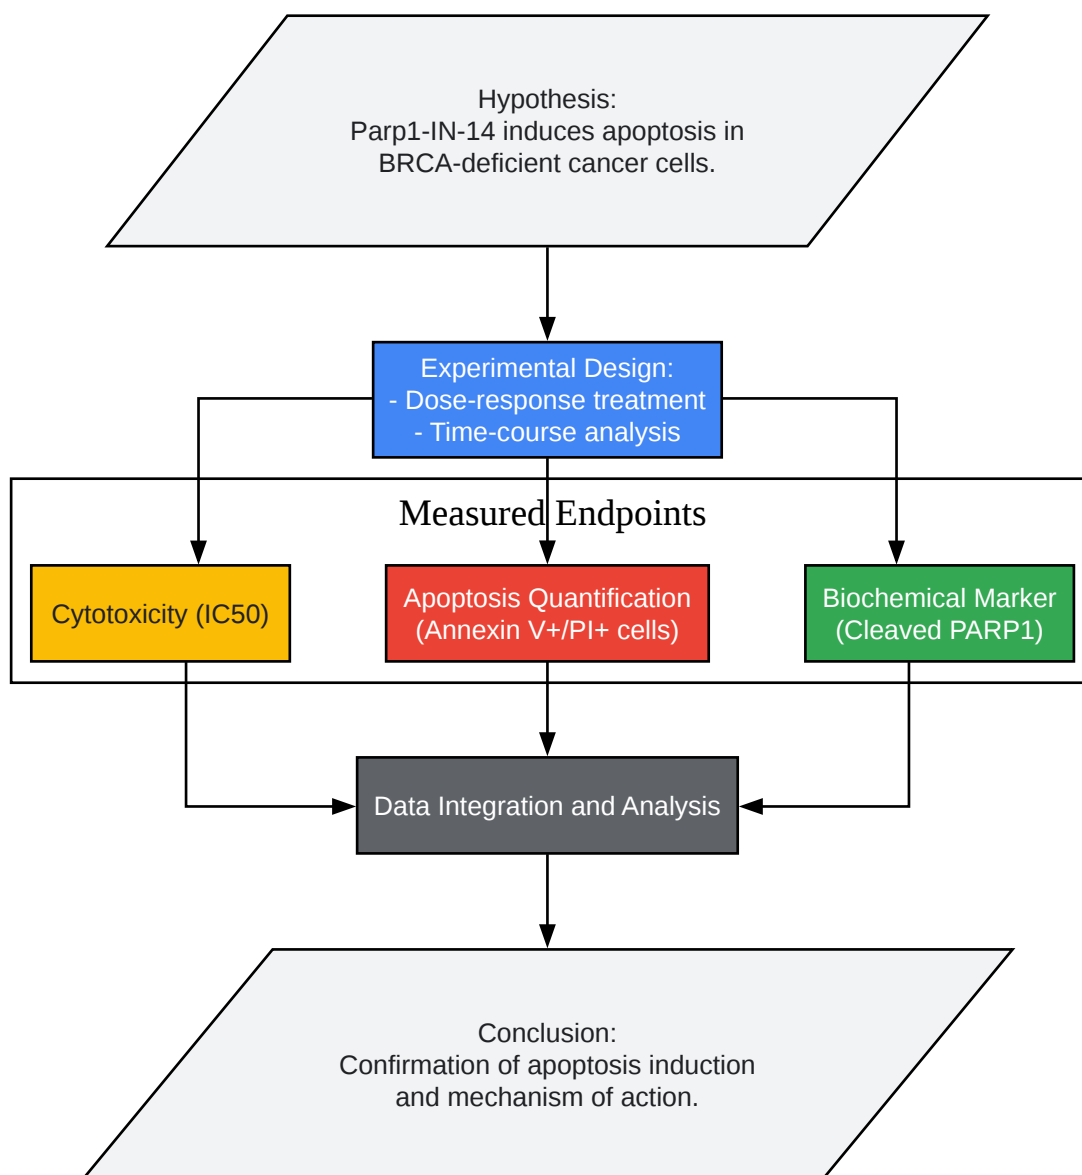 Hypothesis:
Parp1-IN-14 induces apoptosis in
BRCA-deficient cancer cells.
Experimental Design:
- Dose-response treatment
- Time-course analysis
Measured Endpoints
Cytotoxicity (IC50)
Apoptosis Quantification
(Annexin V+/PI+ cells)
Biochemical Marker
(Cleaved PARP1)
Data Integration and Analysis
Conclusion:
Confirmation of apoptosis induction
and mechanism of action.